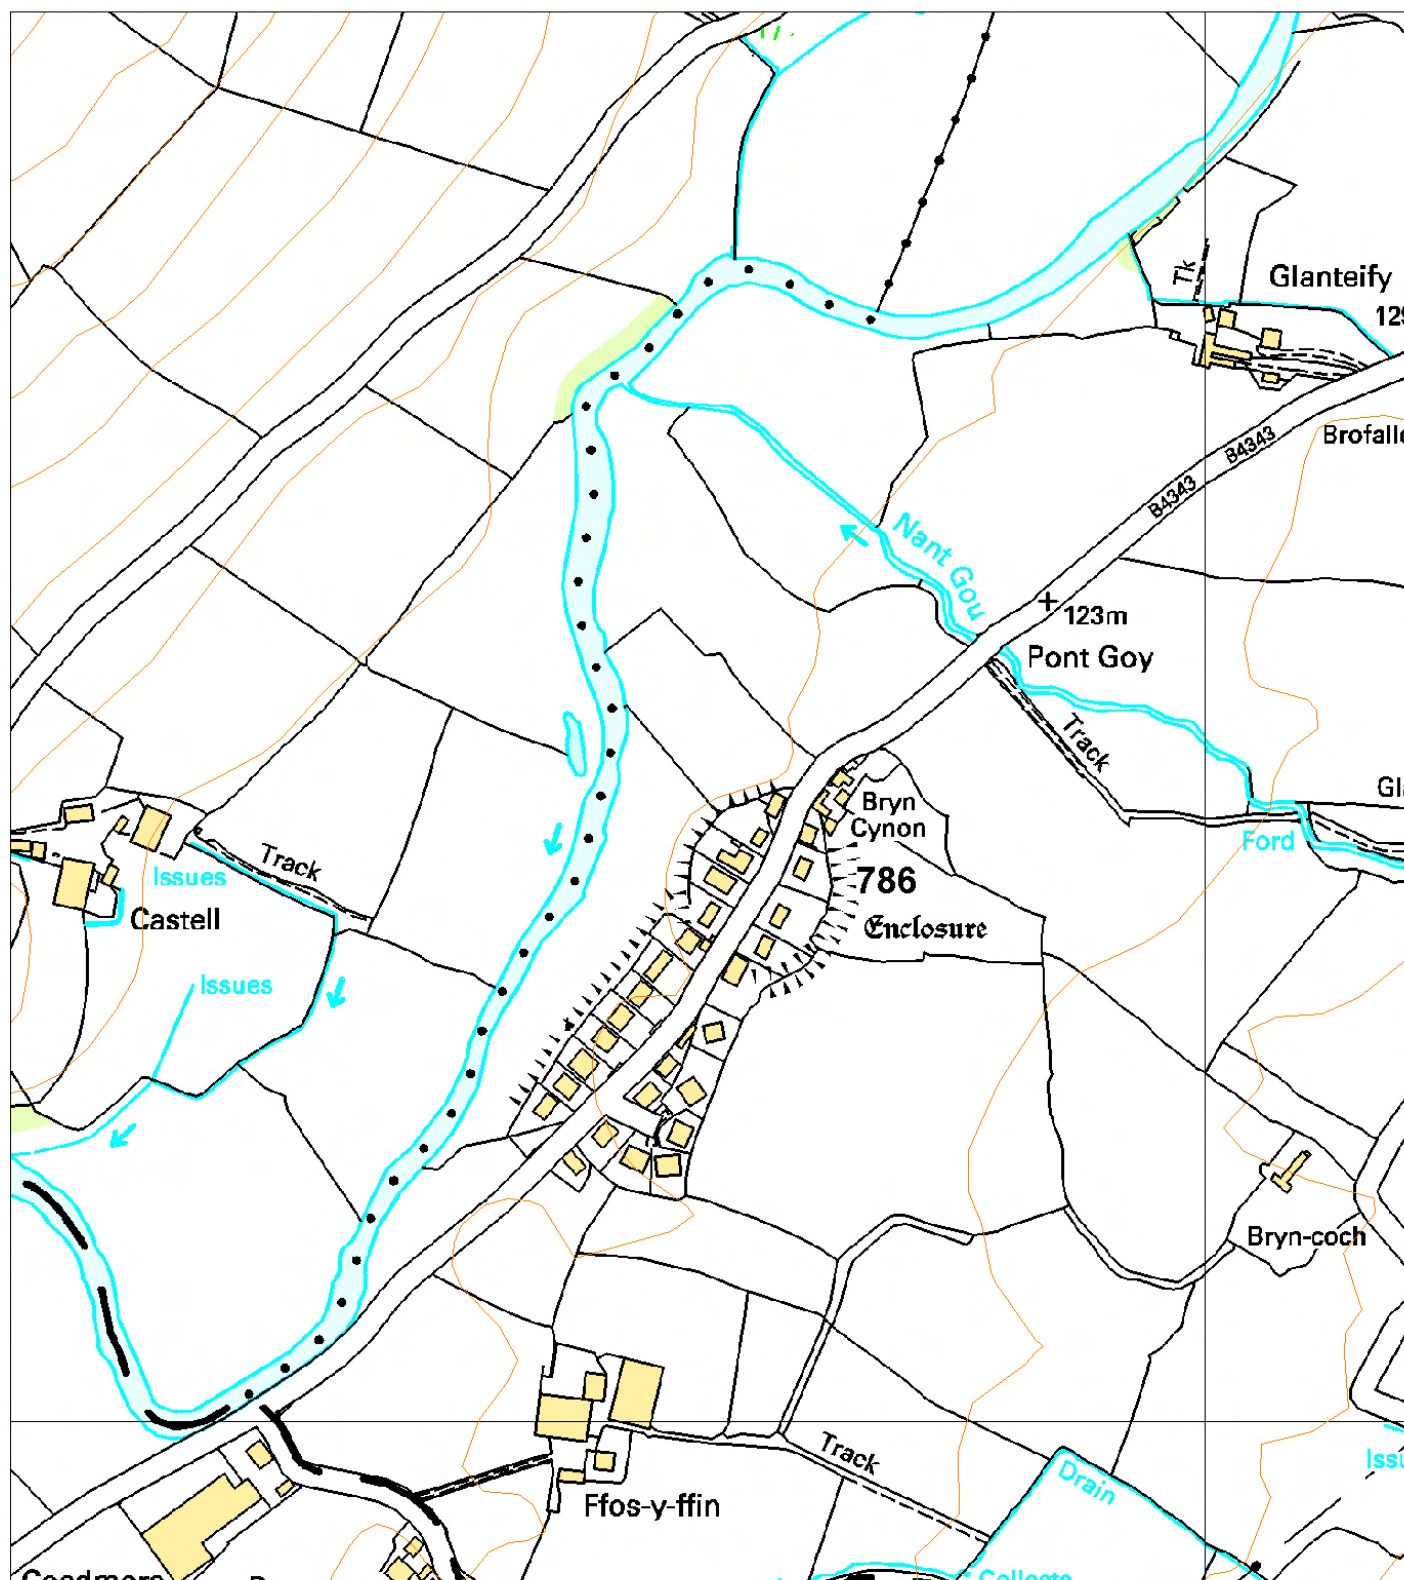 Tk
Glanteify
B4343
Nant Gou
B4343
123m
Pont Goy
Track
Bryn
Cynon
Ford
Track
Issues
786
Castell
Enclosure
Issues
Bryn-coch
Track
Drain
Ffos-y-ffin